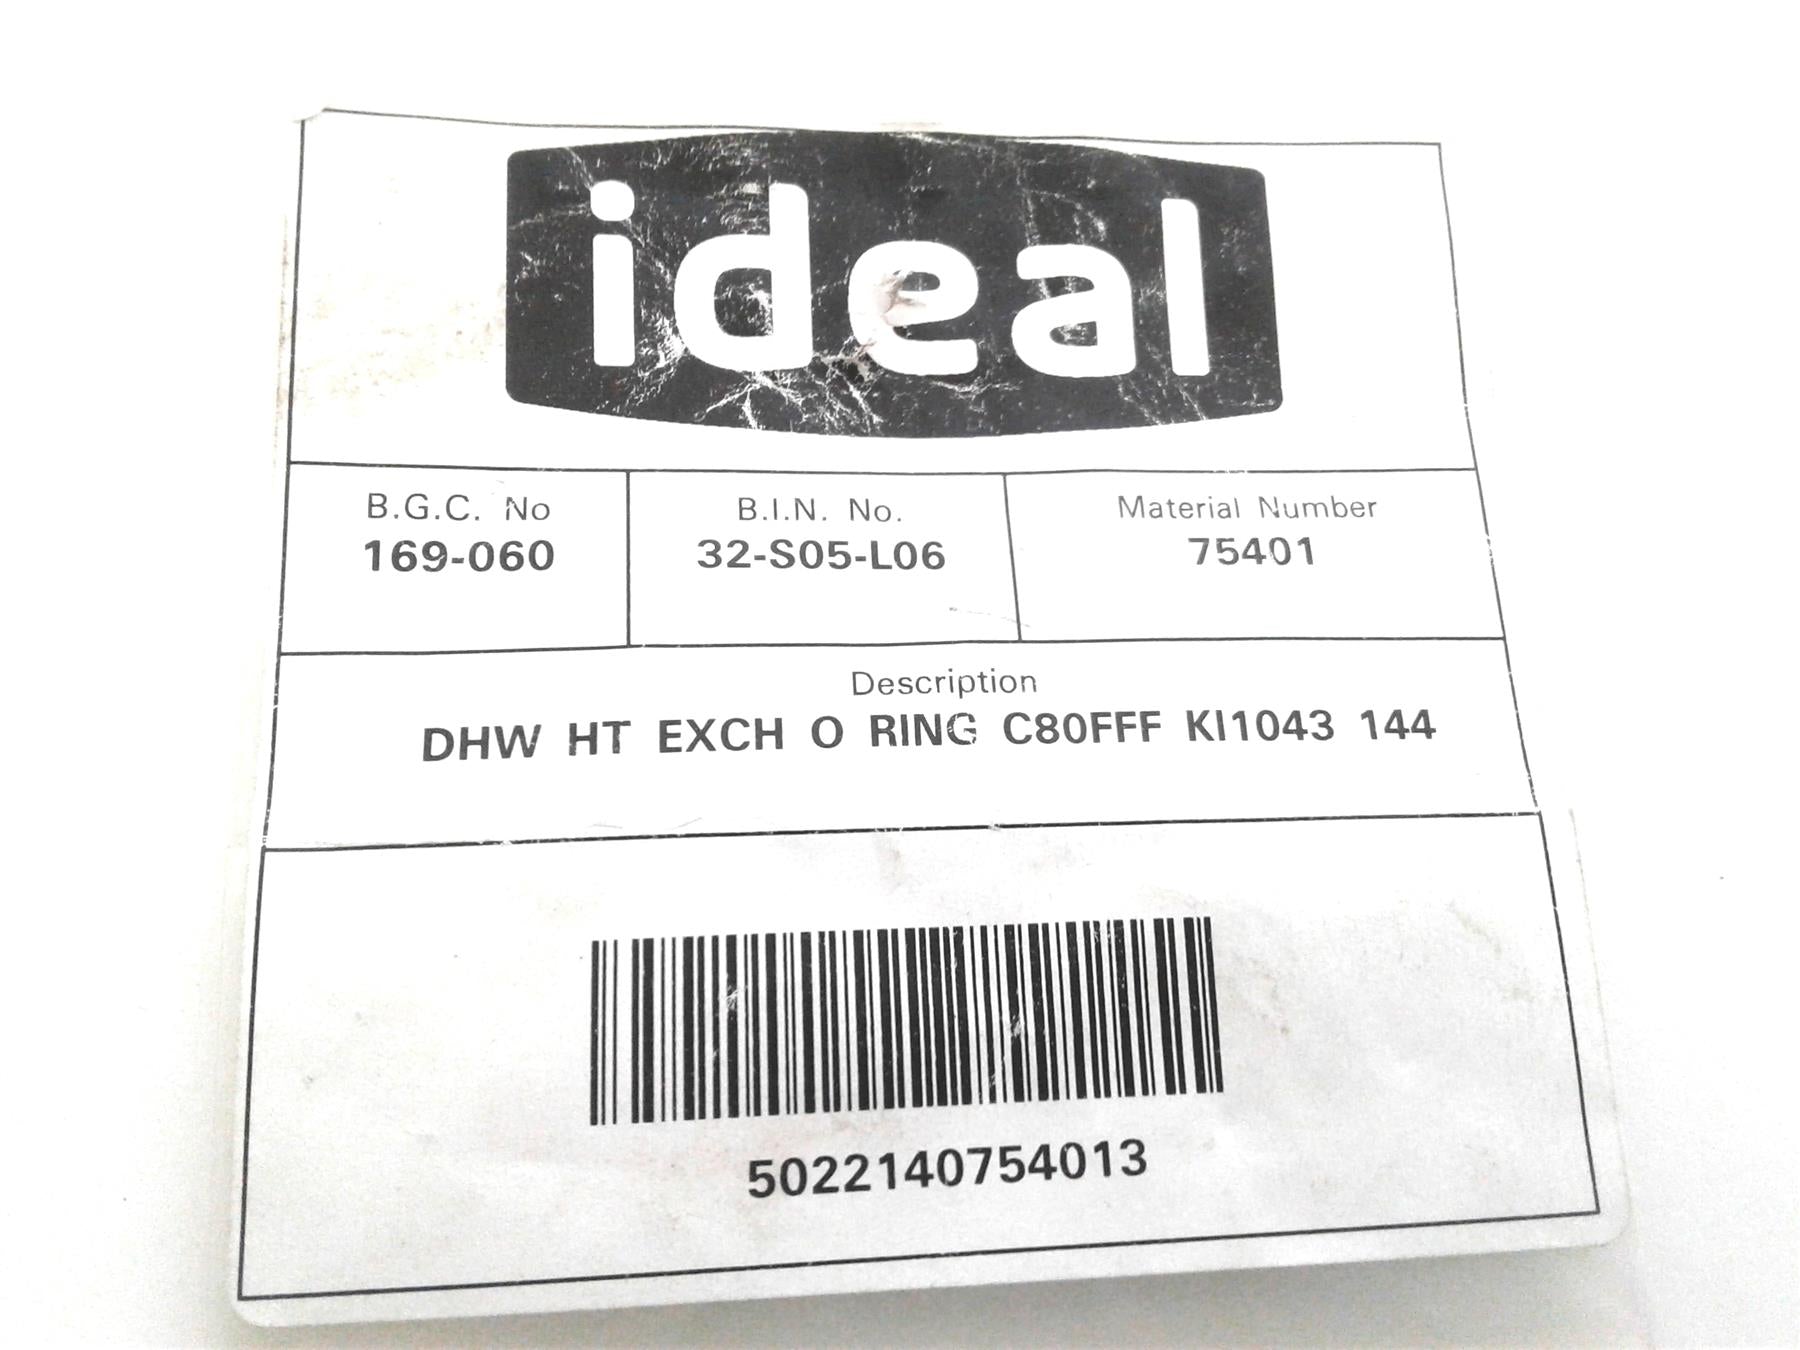 ideal
B.G.C. No
169-060
B.I.N. No.
32-S05-L06
Material Number
75401
Description
DHW HT EXCH O RING C80FFF KI1043 144
5022140754013